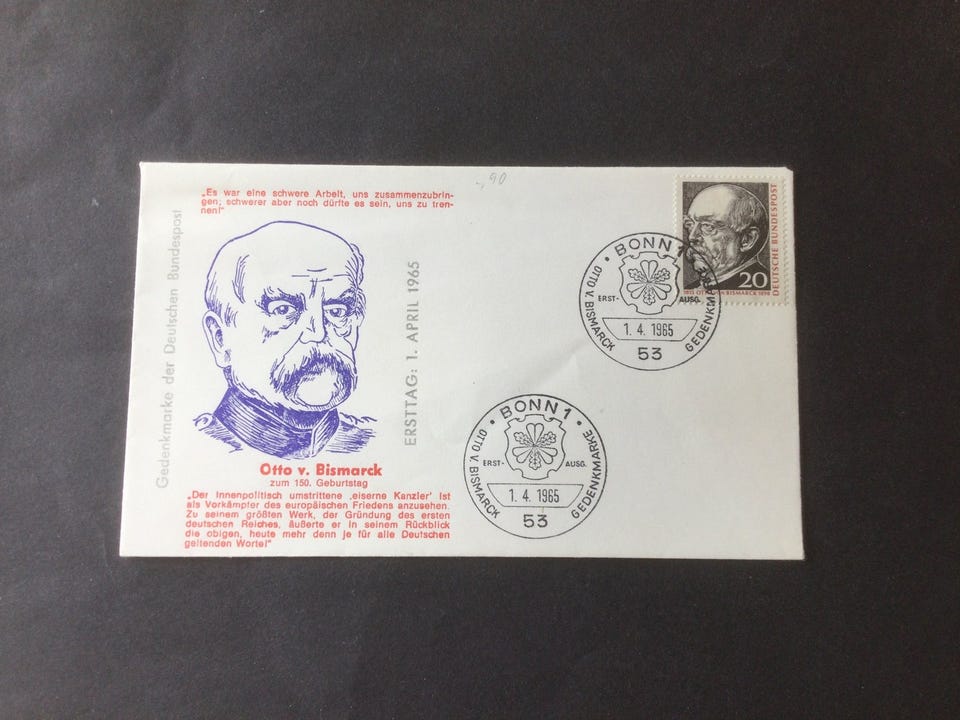 -,90
„Es war eine schwere Arbeit, uns zusammenzubrin-
gen; schwerer aber noch dürfte es sein, uns zu tren-
nen!"
Gedenkmarke der Deutschen Bundespost
ERSTTAG: 1. APRIL 1965
Otto v. Bismarck
zum 150. Geburtstag
„Der innenpolitisch umstrittene ‚eiserne Kanzler' ist
als Vorkämpfer des europäischen Friedens anzusehen.
Zu seinem größten Werk, der Gründung des ersten
deutschen Reiches, äußerte er in seinem Rückblick
die obigen, heute mehr denn je für alle Deutschen
geltenden Worte!"
DEUTSCHE BUNDESPOST
20
1815 OTTO VON BISMARCK 1898
BONN 1
OTTO V. BISMARCK
GEDENKMARKE
ERST- AUSG.
1. 4. 1965
53
BONN 1
OTTO V. BISMARCK
GEDENKMARKE
ERST- AUSG.
1. 4. 1965
53